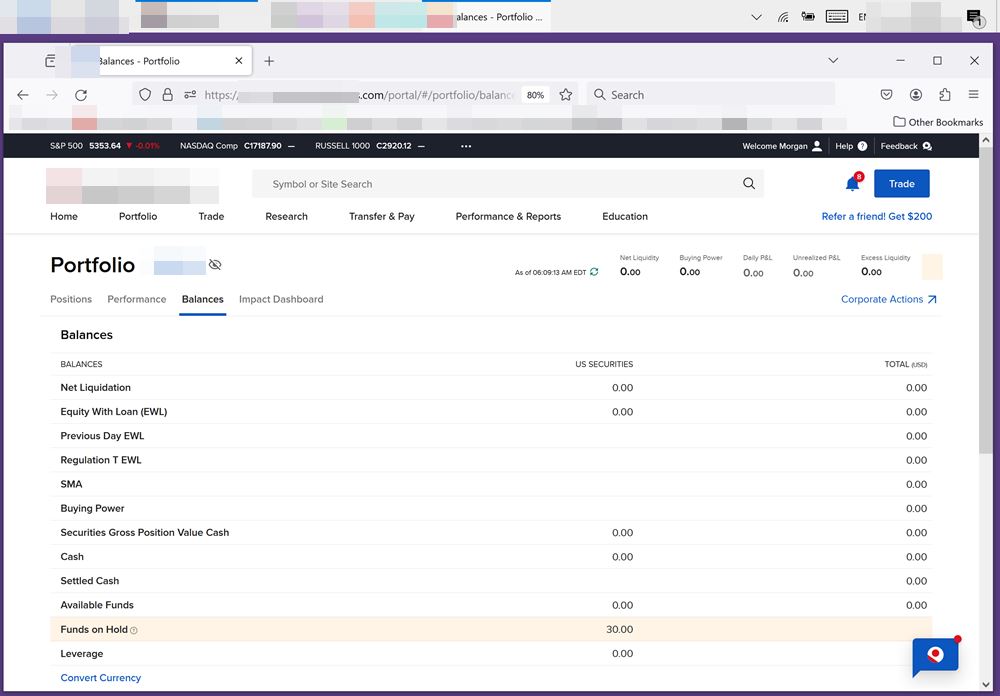 alances - Portfolio ...
EN
1
Balances - Portfolio
https:/
s.com/portal/#/portfolio/balance
80%
Search
Other Bookmarks
S&P 500 5353.64 ▼ -0.01% NASDAQ Comp C17187.90 — RUSSELL 1000 C2920.12 — ••• Welcome Morgan Help ? Feedback
Symbol or Site Search
8
Trade
Home Portfolio Trade Research Transfer & Pay Performance & Reports Education Refer a friend! Get $200
Portfolio
As of 06:09:13 AM EDT
Net Liquidity Buying Power Daily P&L Unrealized P&L Excess Liquidity
0.00 0.00 0.00 0.00 0.00
Positions Performance Balances Impact Dashboard Corporate Actions
Balances
BALANCES US SECURITIES TOTAL (USD)
Net Liquidation 0.00 0.00
Equity With Loan (EWL) 0.00 0.00
Previous Day EWL 0.00
Regulation T EWL 0.00
SMA 0.00
Buying Power 0.00
Securities Gross Position Value Cash 0.00 0.00
Cash 0.00 0.00
Settled Cash 0.00
Available Funds 0.00 0.00
Funds on Hold ? 30.00
Leverage 0.00
Convert Currency